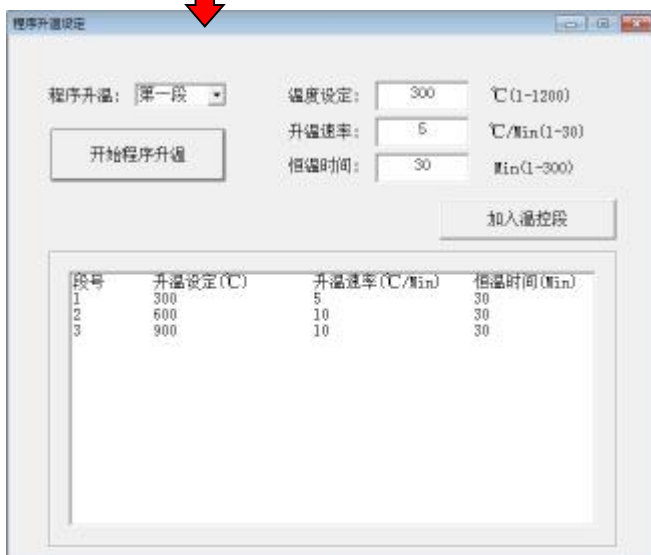 程序升温设定
程序升温: 第一段 温度设定: 300 ℃(1-1200)
升温速率: 5 ℃/Min(1-30)
开始程序升温 恒温时间: 30 Min(1-300)
加入温控段
段号 升温设定(℃) 升温速率(℃/Min) 恒温时间(Min)
1 300 5 30
2 600 10 30
3 900 10 30